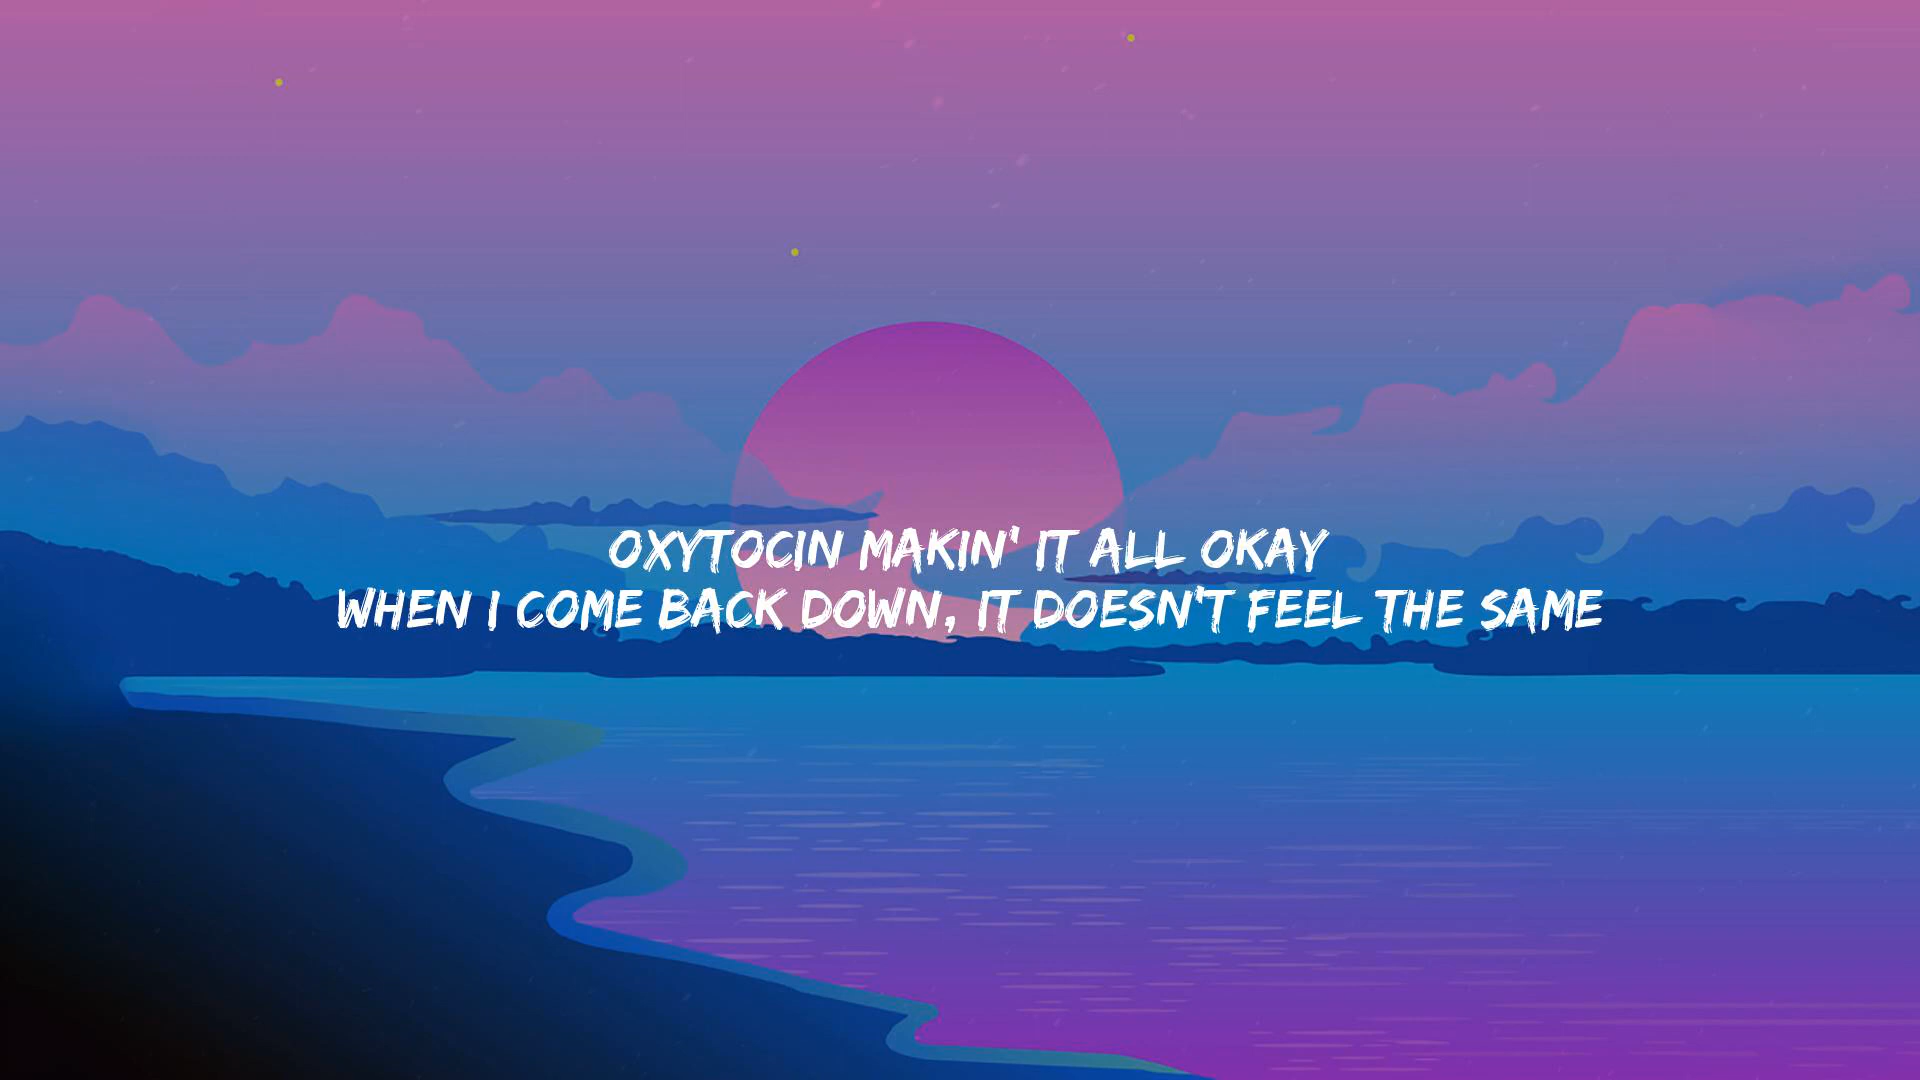 OXYTOCIN MAKIN' IT ALL OKAY
WHEN I COME BACK DOWN, IT DOESN'T FEEL THE SAME